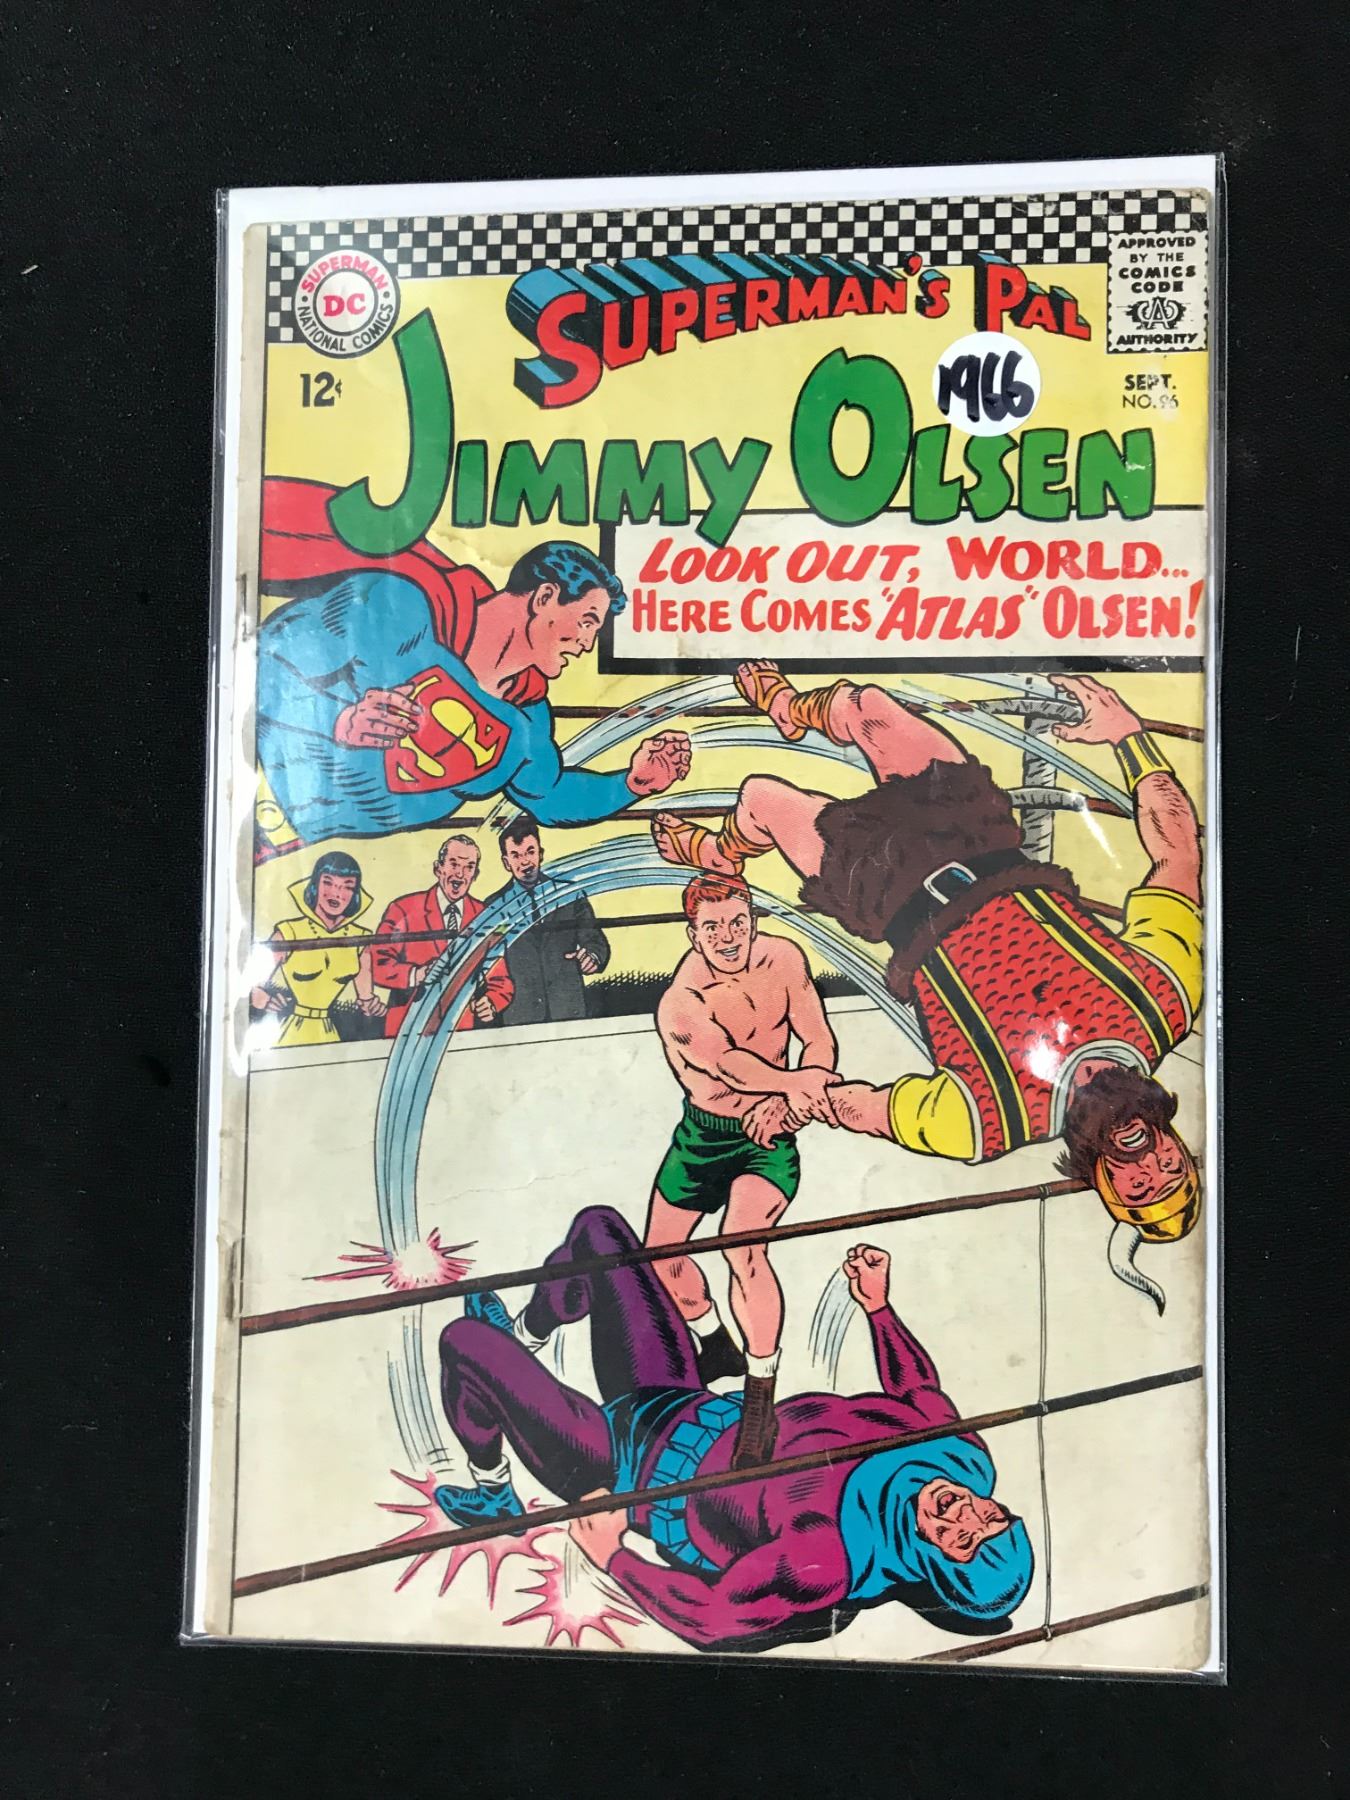 SUPERMAN
DC
NATIONAL COMICS
12¢
SUPERMAN'S PAL
JIMMY OLSEN
1966
APPROVED
BY THE
COMICS
CODE
AUTHORITY
SEPT.
NO. 96
LOOK OUT, WORLD...
HERE COMES "ATLAS" OLSEN!